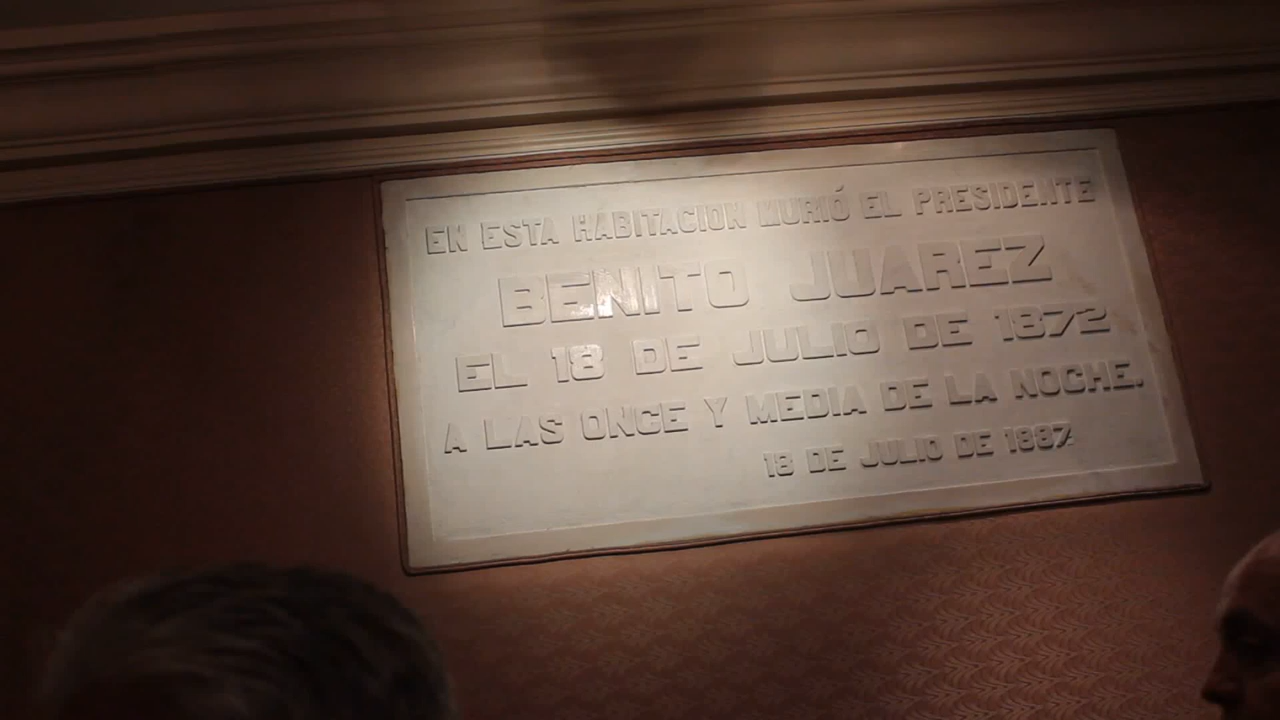 EN ESTA HABITACION MURIÓ EL PRESIDENTE
BENITO JUAREZ
EL 18 DE JULIO DE 1872
A LAS ONCE Y MEDIA DE LA NOCHE.
18 DE JULIO DE 1887.